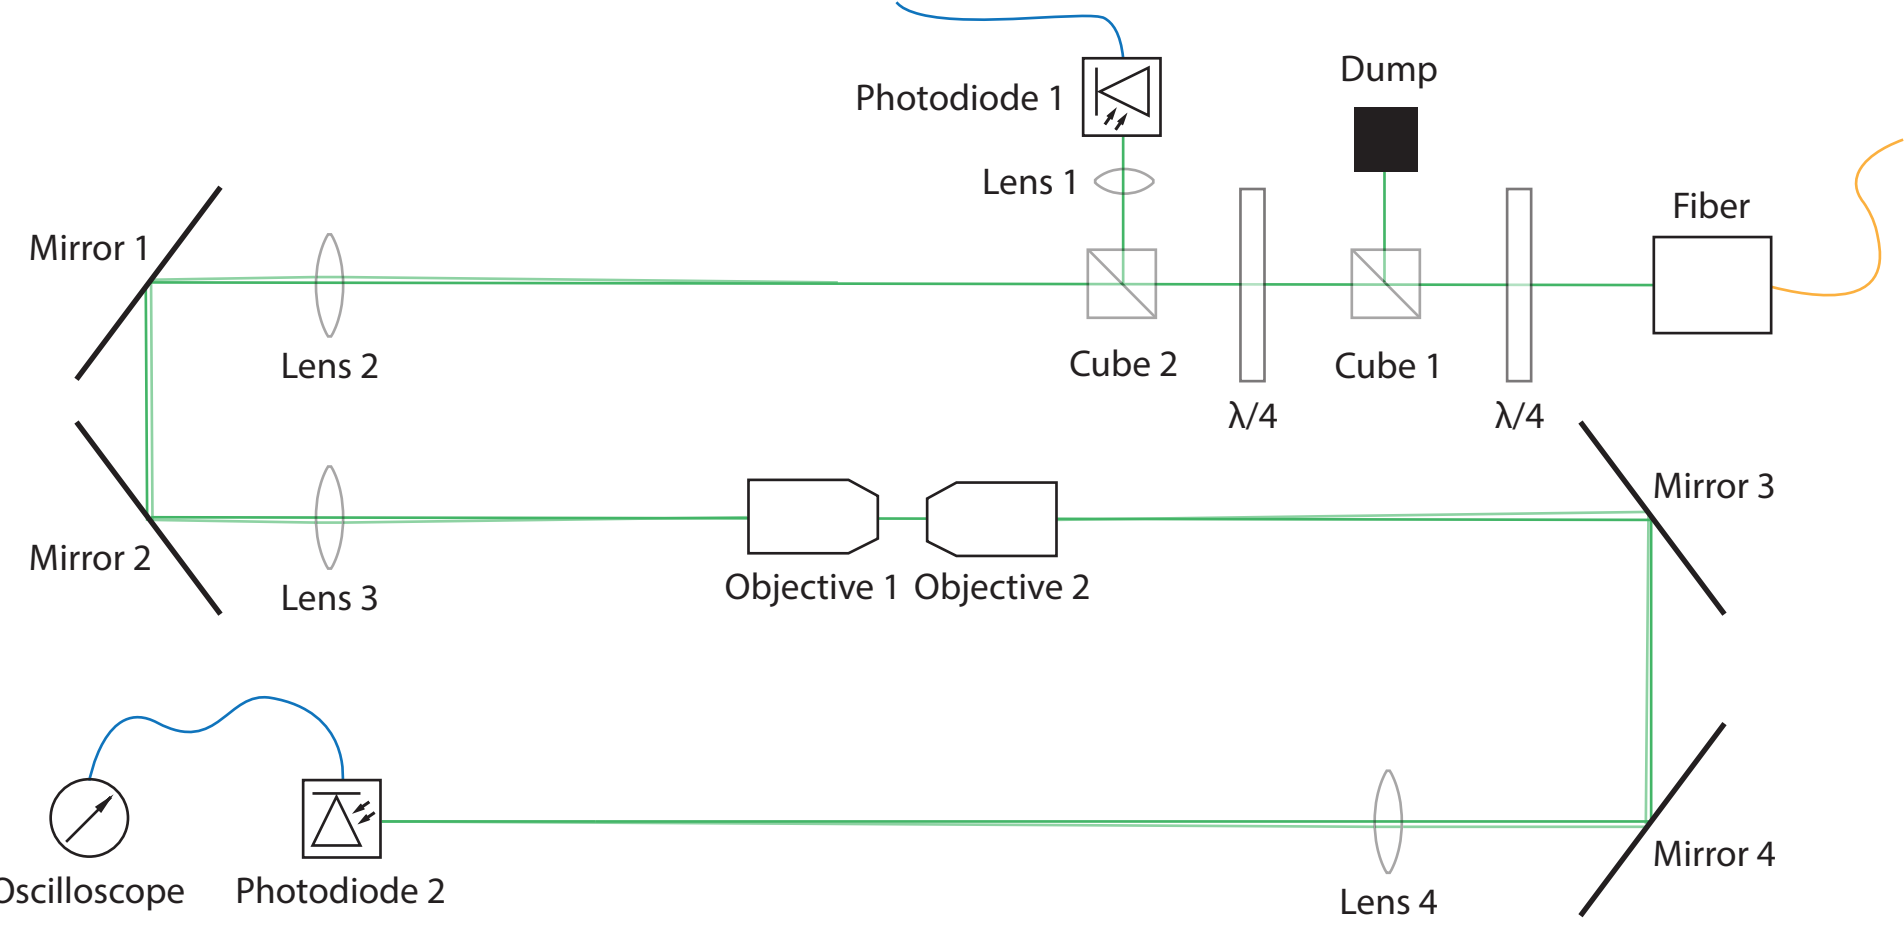 Dump
Photodiode 1
Lens 1
Fiber
Mirror 1
Lens 2
Cube 2
Cube 1
λ/4
λ/4
Mirror 3
Mirror 2
Lens 3
Objective 1
Objective 2
Oscilloscope
Photodiode 2
Lens 4
Mirror 4